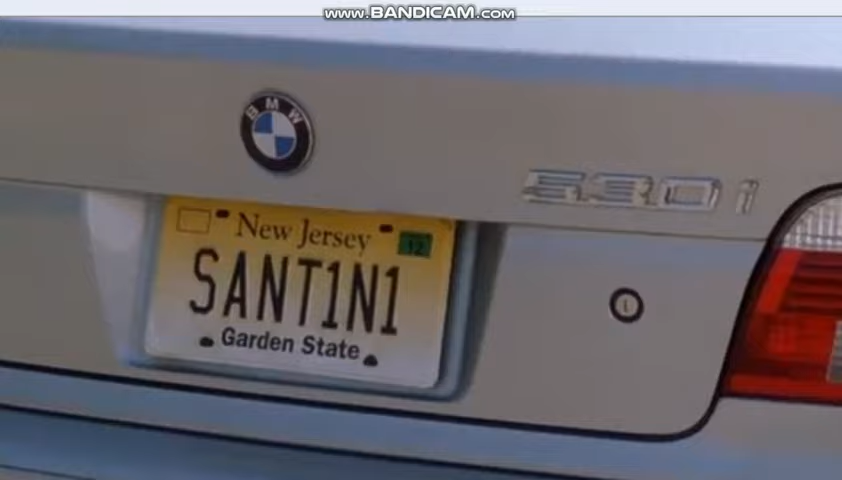 www.BANDICAM.com
BMW
530i
New Jersey
12
SANT1N1
Garden State